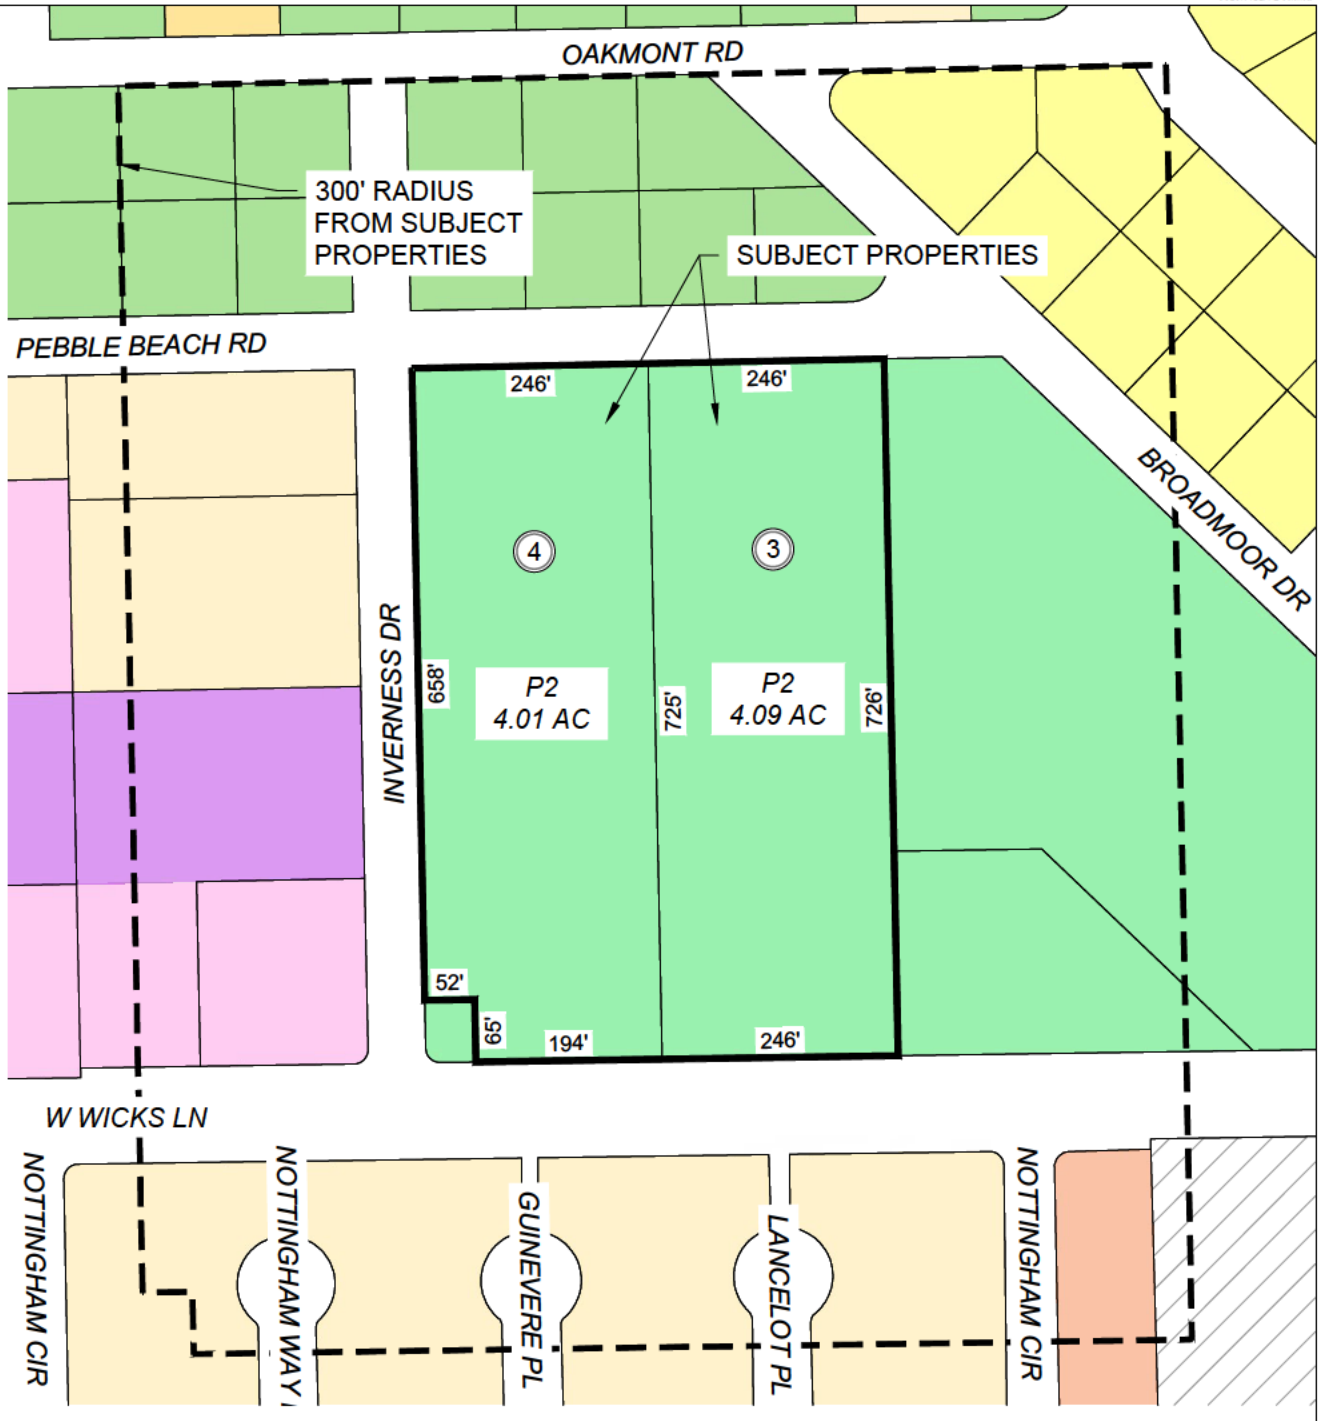 OAKMONT RD
300' RADIUS
FROM SUBJECT
PROPERTIES
SUBJECT PROPERTIES
PEBBLE BEACH RD
246'
246'
BROADMOOR DR
4
3
INVERNESS DR
658'
P2
4.01 AC
725'
P2
4.09 AC
726'
52'
65'
194'
246'
W WICKS LN
NOTTINGHAM CIR
NOTTINGHAM WAY
GUINEVERE PL
LANCELOT PL
NOTTINGHAM CIR